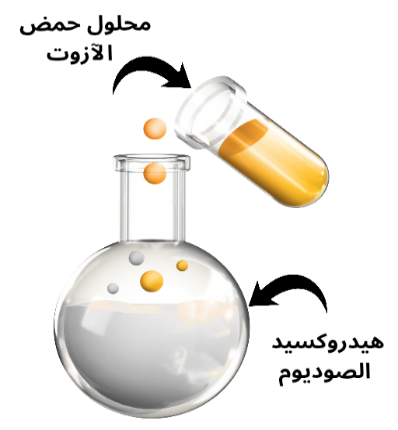 محلول حمض
الآزوت
هيدروكسيد
الصوديوم